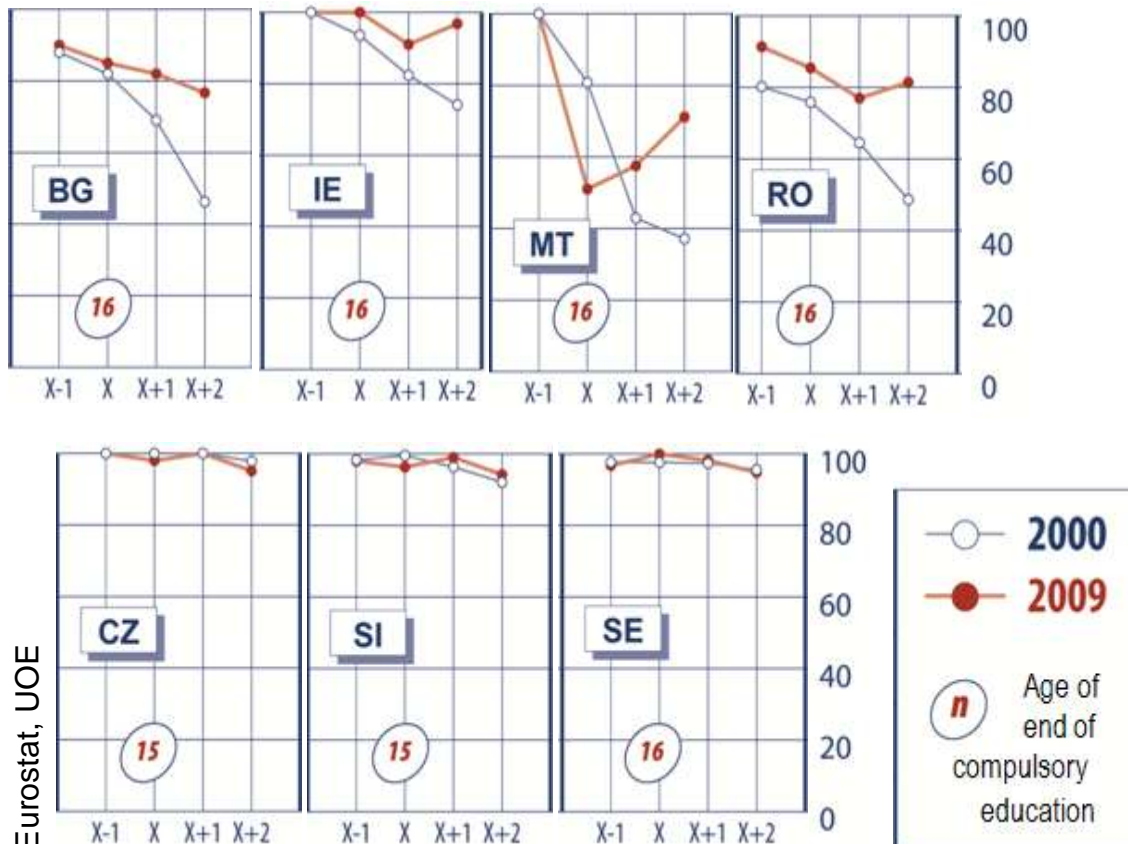 BG
IE
MT
RO
16
16
16
16
100
80
60
40
20
0
X-1 X X+1 X+2
X-1 X X+1 X+2
X-1 X X+1 X+2
X-1 X X+1 X+2
CZ
SI
SE
15
15
16
100
80
60
40
20
0
X-1 X X+1 X+2
X-1 X X+1 X+2
X-1 X X+1 X+2
Eurostat, UOE
2000
2009
n
Age of
end of
compulsory
education